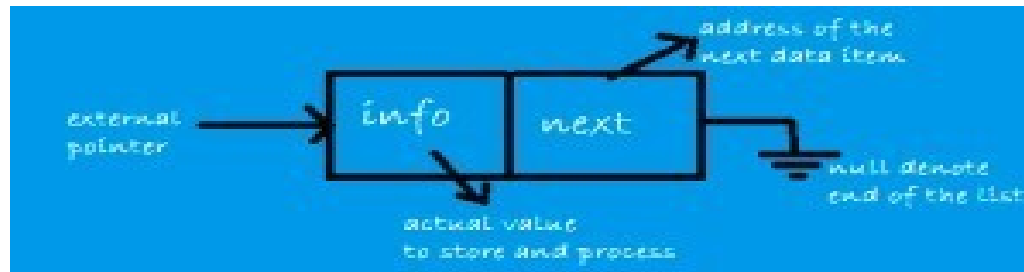 address of the
next data item
external
pointer
info
next
null denote
end of the list
actual value
to store and process